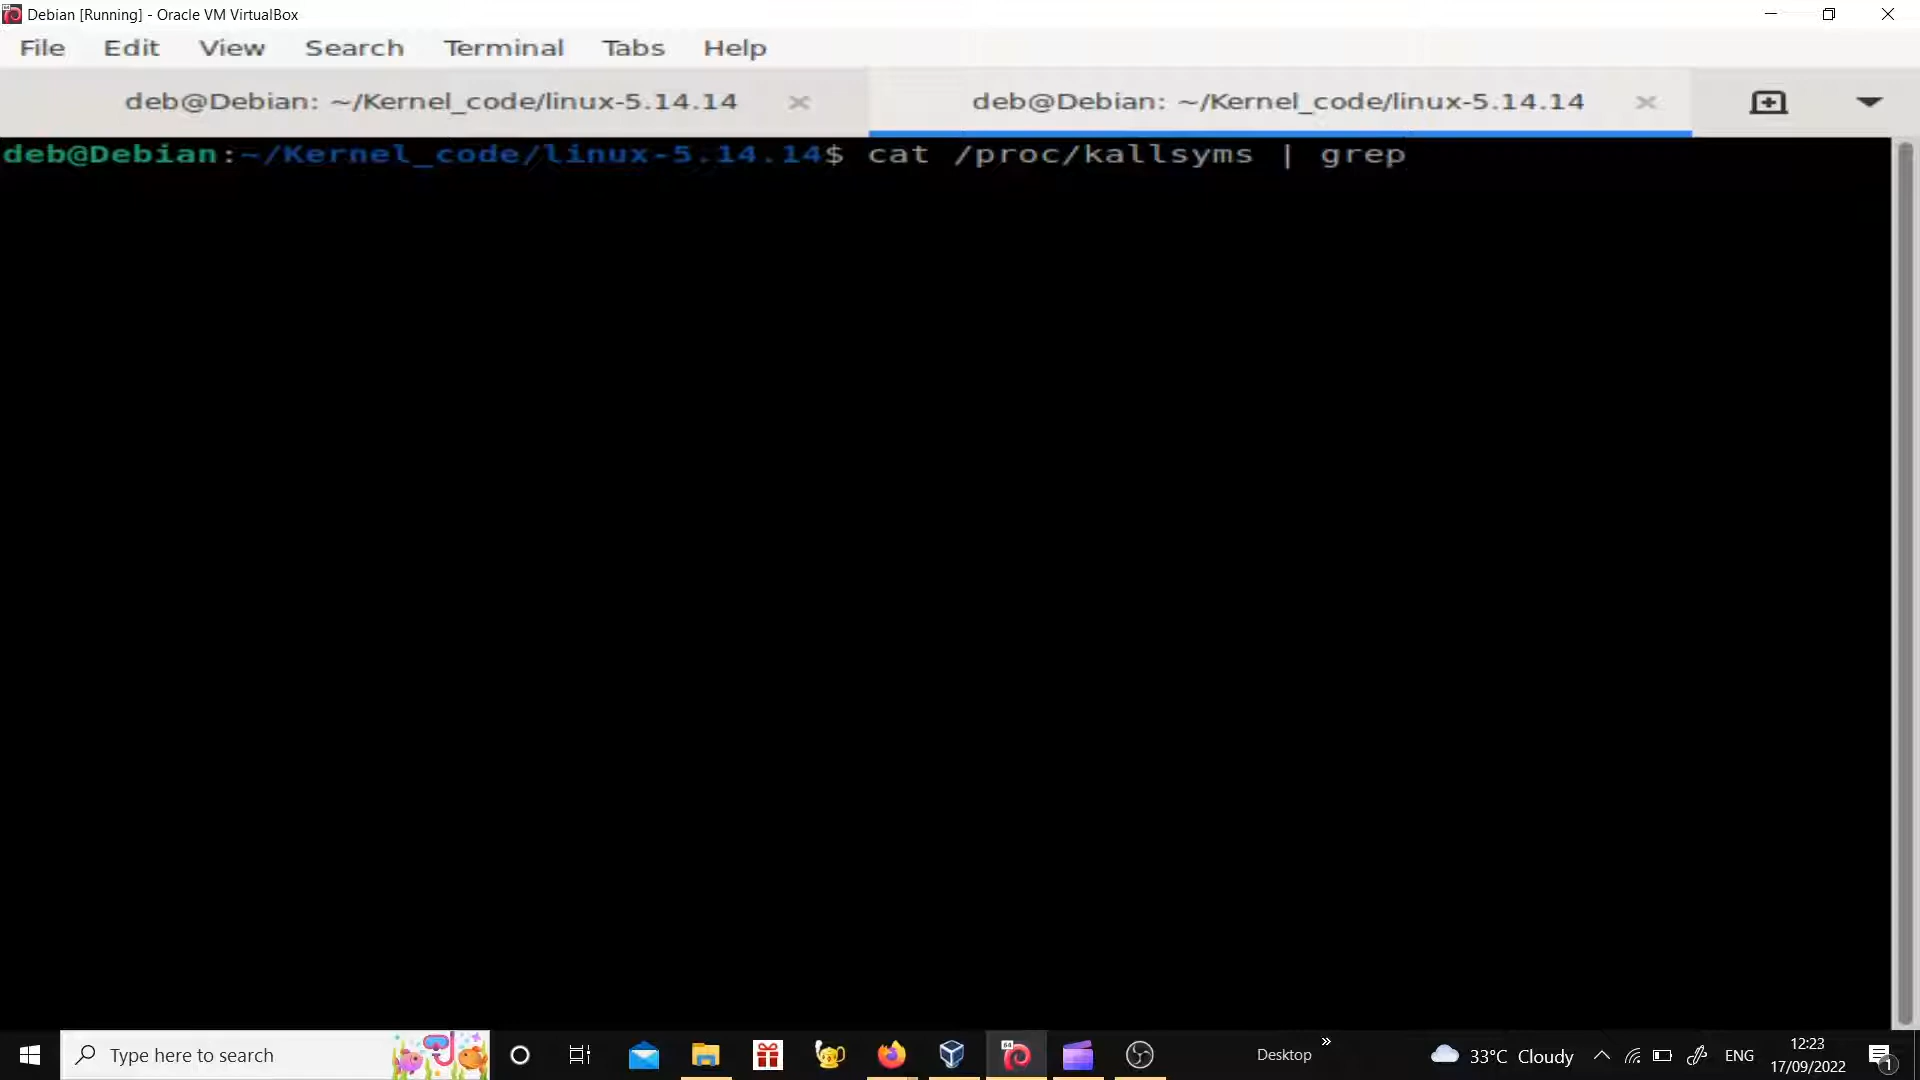 Debian [Running] - Oracle VM VirtualBox
File Edit View Search Terminal Tabs Help
deb@Debian: ~/Kernel_code/linux-5.14.14 deb@Debian: ~/Kernel_code/linux-5.14.14
deb@Debian:~/Kernel_code/linux-5.14.14$ cat /proc/kallsyms | grep
Type here to search
64
Desktop
»
33°C Cloudy
ENG
12:23
17/09/2022
1